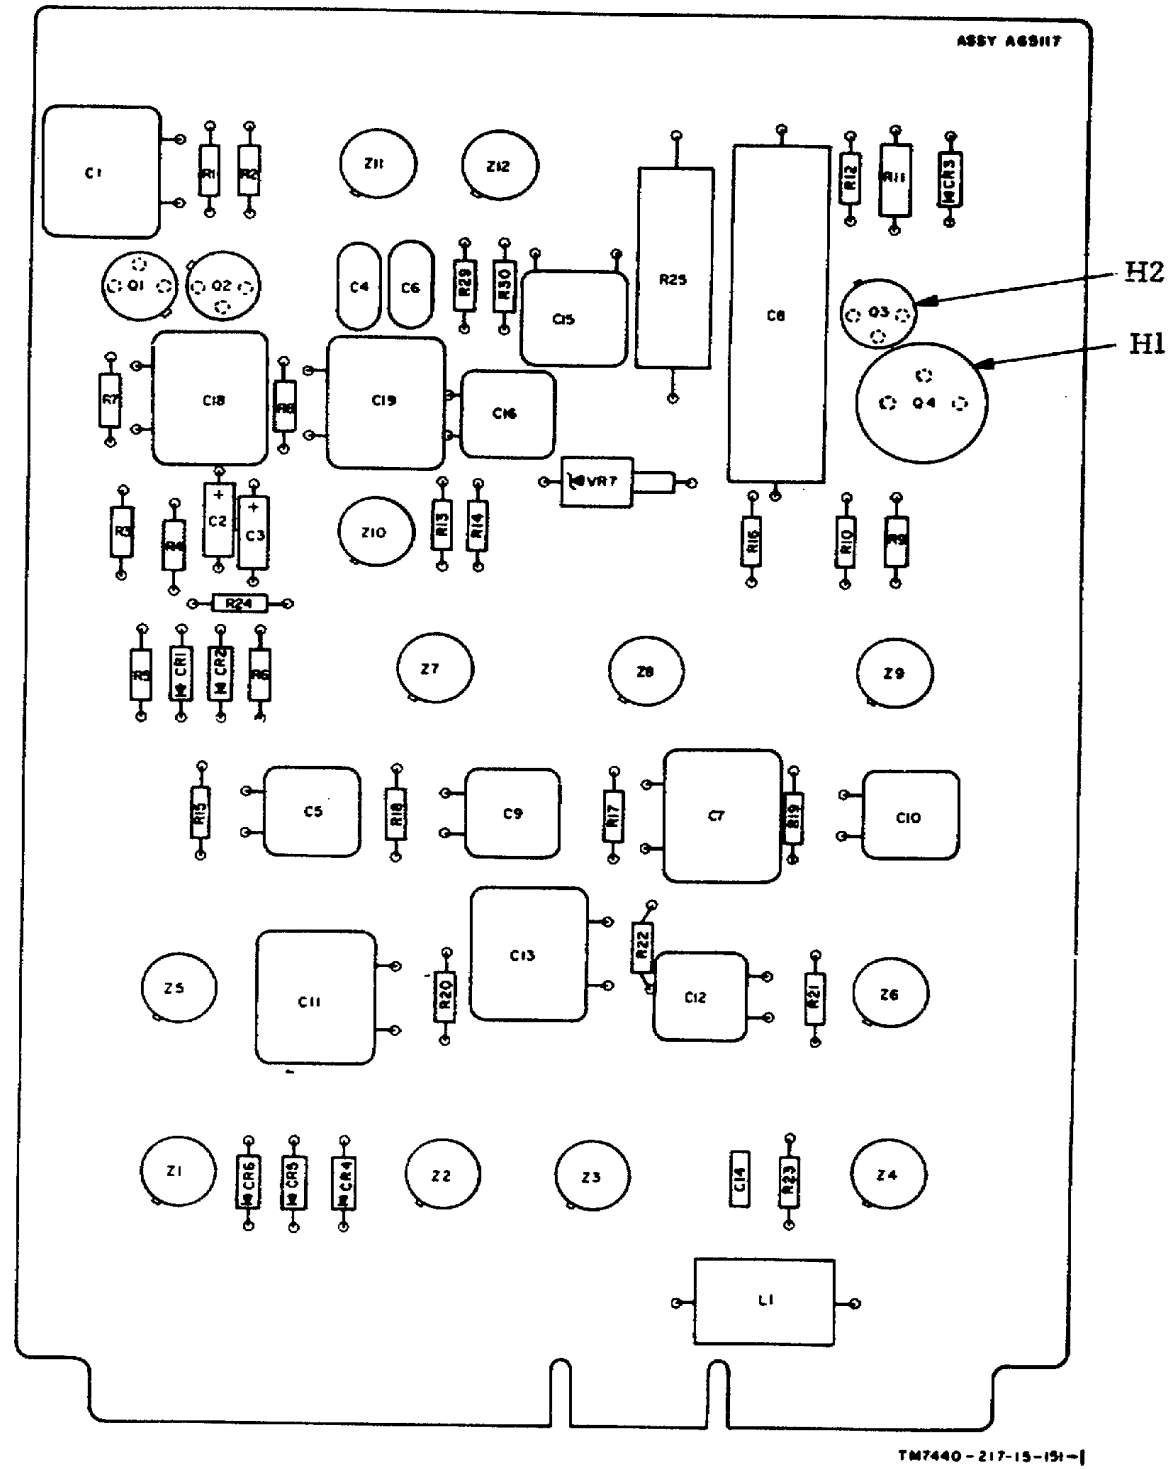 ASSY A65117
C1
R1
R2
Z11
Z12
R12
R11
CR3
Q1
Q2
C4
C6
R29
R30
C15
R25
C8
Q3
H2
H1
R7
C18
R8
C19
C16
Q4
VR7
R3
R4
+
C2
+
C3
Z10
R13
R14
R16
R10
R9
R24
R5
CR1
CR2
R6
Z7
Z8
Z9
R15
C5
R18
C9
R17
C7
R19
C10
Z5
C11
R20
C13
R22
C12
R21
Z6
Z1
CR6
CR5
CR4
Z2
Z3
C14
R23
Z4
L1
TM7440-217-15-151-1